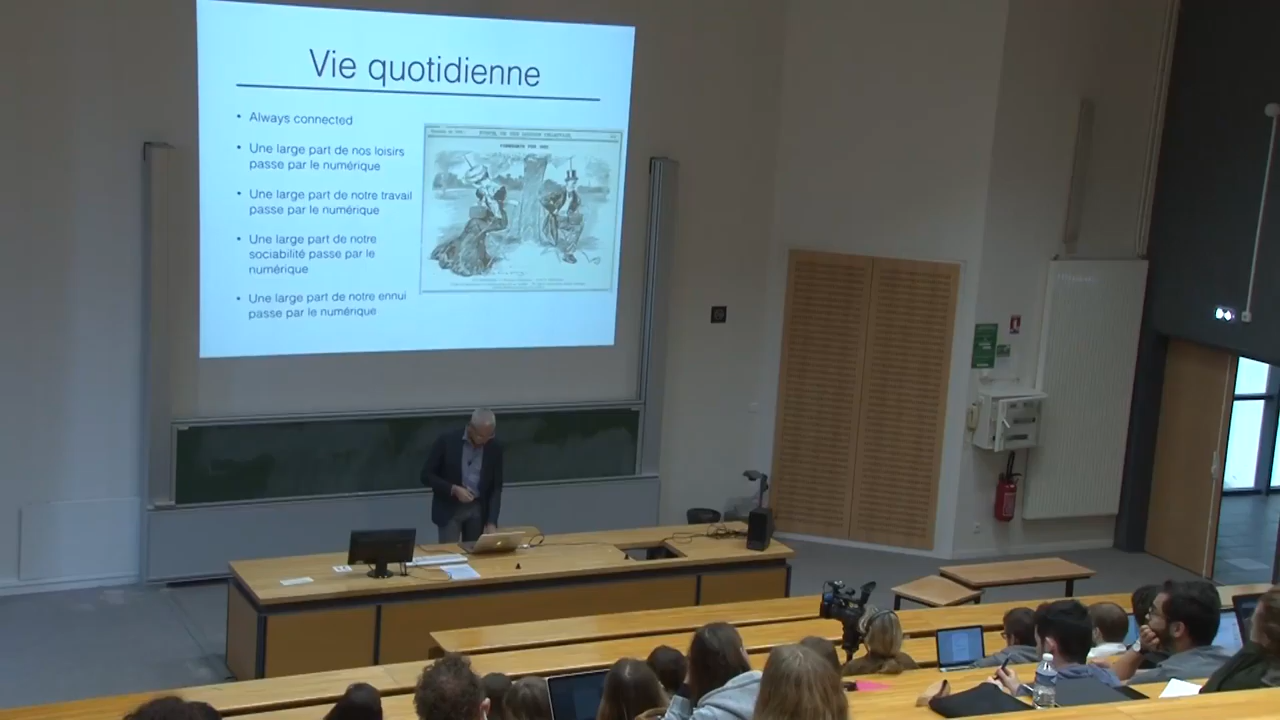 Vie quotidienne
• Always connected
• Une large part de nos loisirs
passe par le numérique
• Une large part de notre travail
passe par le numérique
• Une large part de notre
sociabilité passe par le
numérique
• Une large part de notre ennui
passe par le numérique